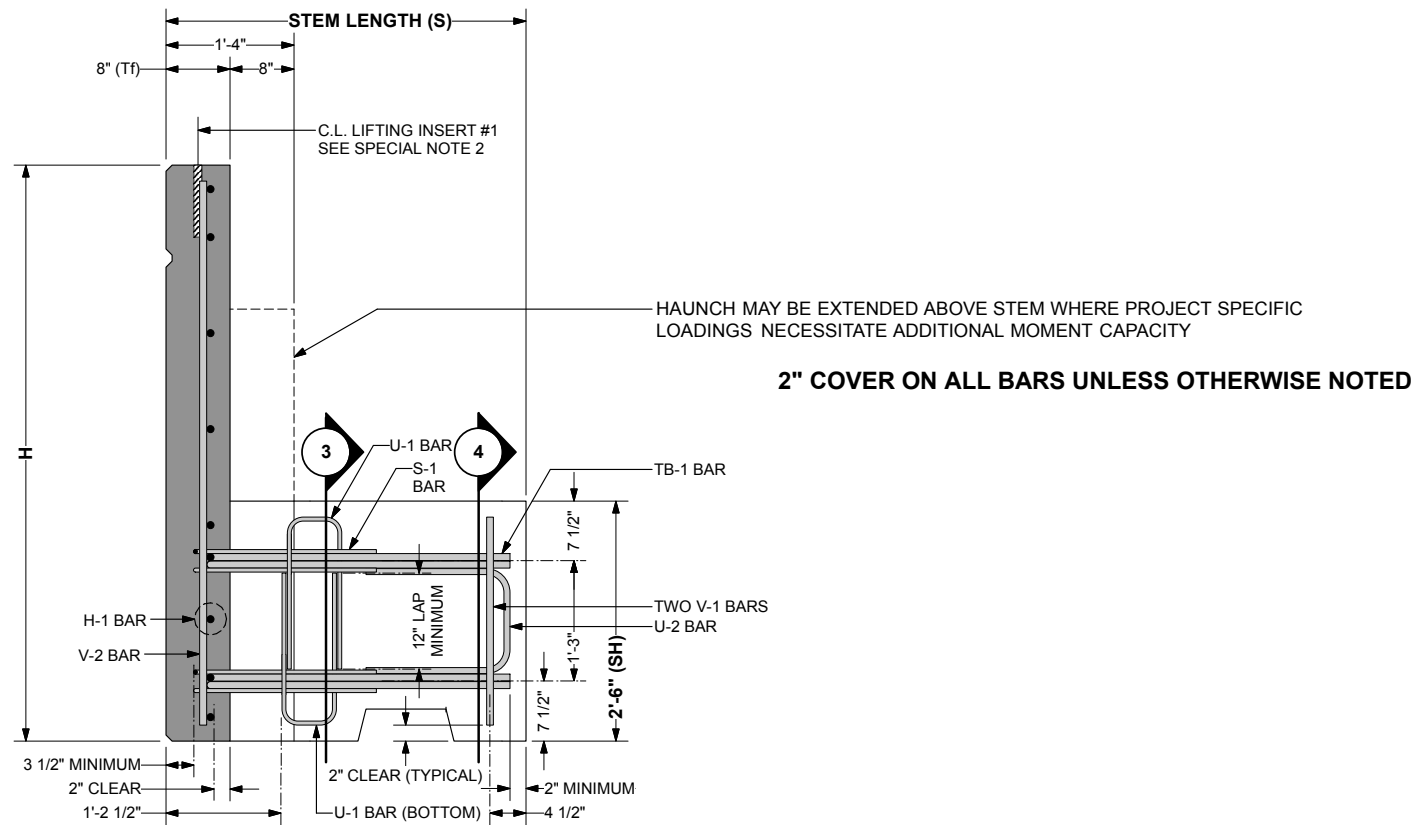 STEM LENGTH (S)
1'-4"
8" (Tf)
8"
C.L. LIFTING INSERT #1
SEE SPECIAL NOTE 2
HAUNCH MAY BE EXTENDED ABOVE STEM WHERE PROJECT SPECIFIC
LOADINGS NECESSITATE ADDITIONAL MOMENT CAPACITY
2" COVER ON ALL BARS UNLESS OTHERWISE NOTED
H
3
4
U-1 BAR
S-1
BAR
TB-1 BAR
7 1/2"
12" LAP
MINIMUM
1'-3"
2'-6" (SH)
7 1/2"
H-1 BAR
V-2 BAR
TWO V-1 BARS
U-2 BAR
3 1/2" MINIMUM
2" CLEAR
1'-2 1/2"
2" CLEAR (TYPICAL)
U-1 BAR (BOTTOM)
2" MINIMUM
4 1/2"